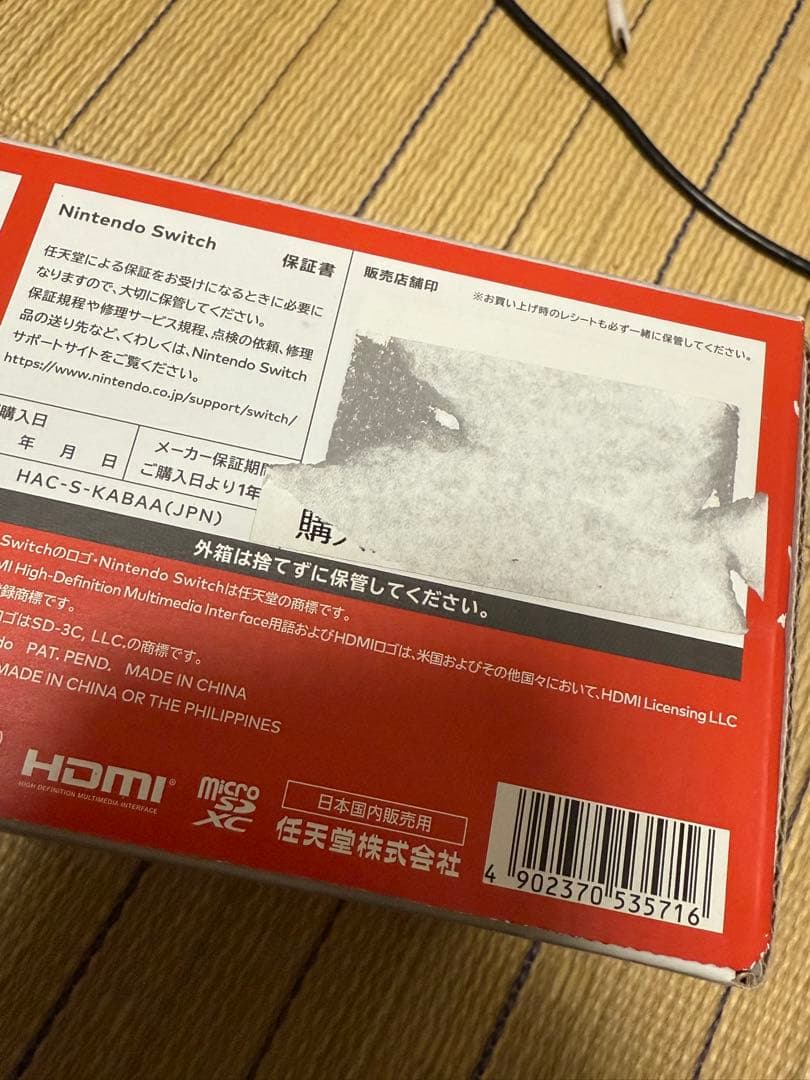 Nintendo Switch
保証書
任天堂による保証をお受けになるときに必要に
なりますので、大切に保管してください。
保証規程や修理サービス規程、点検の依頼、修理
品の送り先など、くわしくは、Nintendo Switch
サポートサイトをご覧ください。
https://www.nintendo.co.jp/support/switch/
購入日
年 月 日
メーカー保証期間
ご購入日より1年
HAC-S-KABAA(JPN)
販売店舗印
※お買い上げ時のレシートも必ず一緒に保管してください。
購入
外箱は捨てずに保管してください。
Switchのロゴ・Nintendo Switchは任天堂の商標です。
MI High-Definition Multimedia Interface用語およびHDMIロゴは、米国およびその他国々において、HDMI Licensing LLC
録商標です。
ロゴはSD-3C, LLC.の商標です。
do PAT. PEND. MADE IN CHINA
MADE IN CHINA OR THE PHILIPPINES
HDMI®
HIGH DEFINITION MULTIMEDIA INTERFACE
micro
SD
XC
日本国内販売用
任天堂株式会社
4 902370 535716